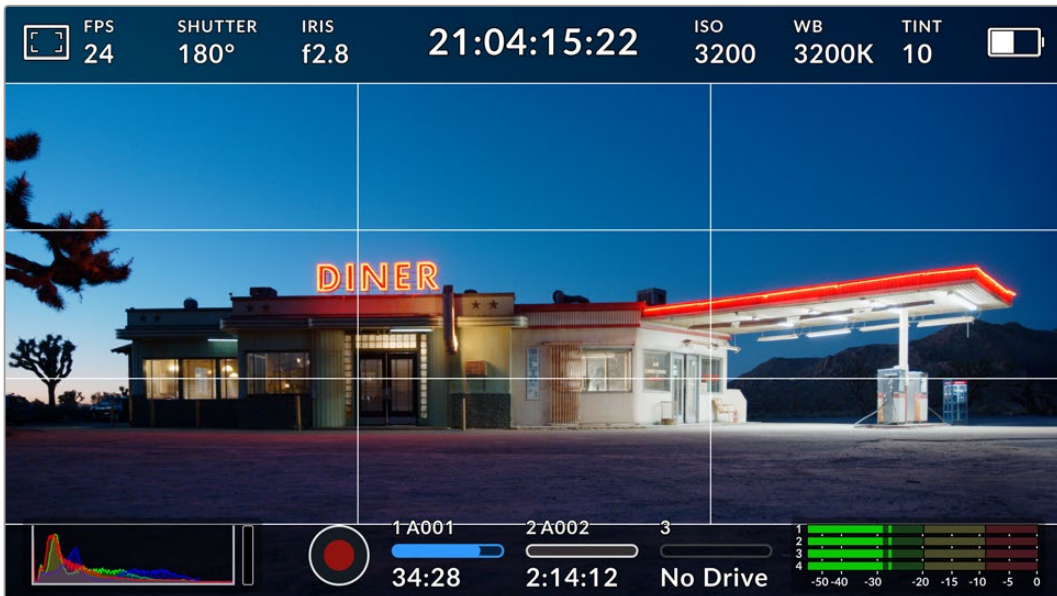 FPS
24
SHUTTER
180°
IRIS
f2.8
21:04:15:22
ISO
3200
WB
3200K
TINT
10
DINER
1 A001
34:28
2 A002
2:14:12
3
No Drive
1
2
3
4
-50 -40 -30 -20 -15 -10 -5 0